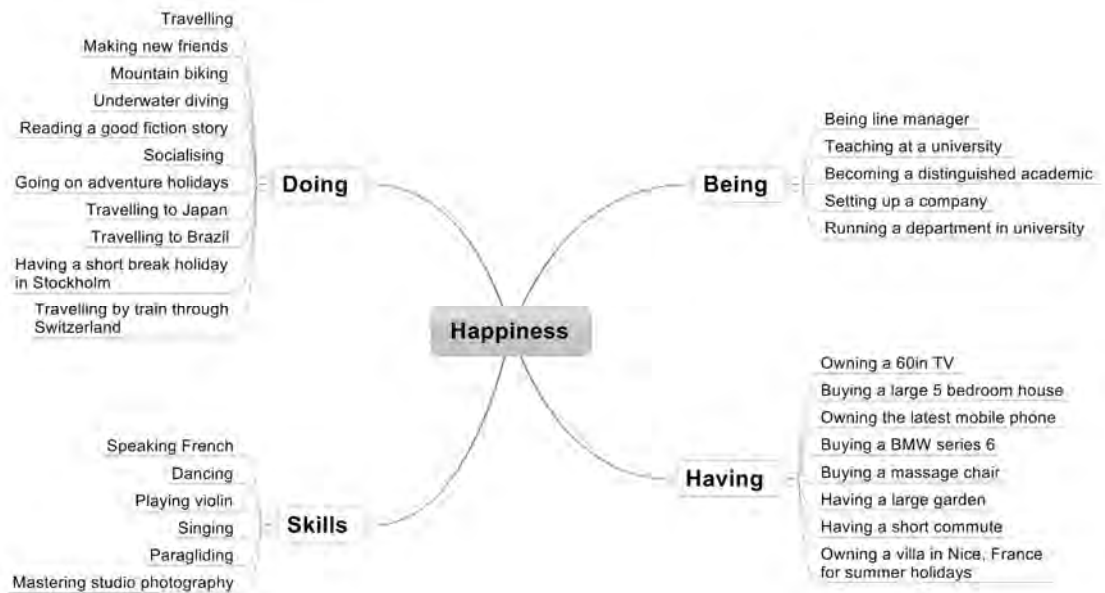 Happiness
Doing
Travelling
Making new friends
Mountain biking
Underwater diving
Reading a good fiction story
Socialising
Going on adventure holidays
Travelling to Japan
Travelling to Brazil
Having a short break holiday
in Stockholm
Travelling by train through
Switzerland
Being
Being line manager
Teaching at a university
Becoming a distinguished academic
Setting up a company
Running a department in university
Skills
Speaking French
Dancing
Playing violin
Singing
Paragliding
Mastering studio photography
Having
Owning a 60in TV
Buying a large 5 bedroom house
Owning the latest mobile phone
Buying a BMW series 6
Buying a massage chair
Having a large garden
Having a short commute
Owning a villa in Nice, France
for summer holidays